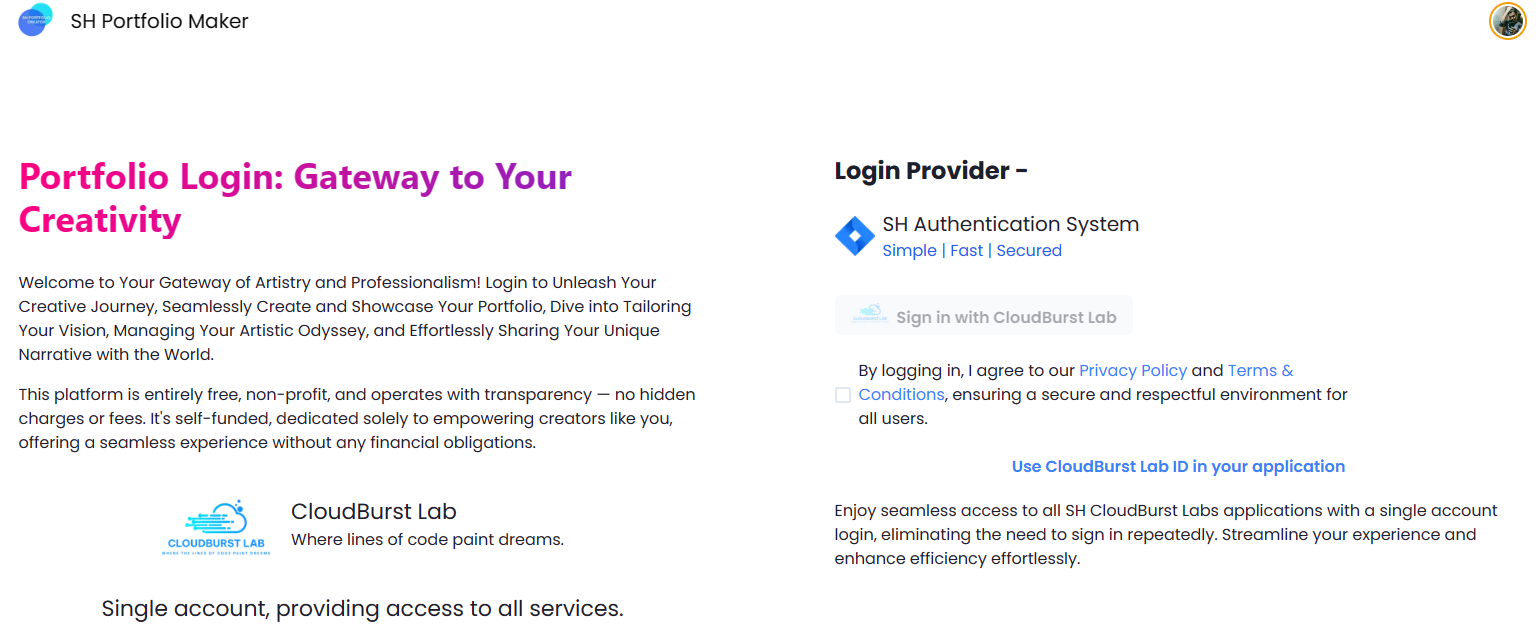 SH Portfolio Maker
Portfolio Login: Gateway to Your
Creativity
Welcome to Your Gateway of Artistry and Professionalism! Login to Unleash Your
Creative Journey, Seamlessly Create and Showcase Your Portfolio, Dive into Tailoring
Your Vision, Managing Your Artistic Odyssey, and Effortlessly Sharing Your Unique
Narrative with the World.
This platform is entirely free, non-profit, and operates with transparency — no hidden
charges or fees. It's self-funded, dedicated solely to empowering creators like you,
offering a seamless experience without any financial obligations.
CLOUDBURST LAB
WHERE THE LINES OF CODE PAINT DREAMS
CloudBurst Lab
Where lines of code paint dreams.
Single account, providing access to all services.
Login Provider -
SH Authentication System
Simple | Fast | Secured
Sign in with CloudBurst Lab
By logging in, I agree to our Privacy Policy and Terms &
Conditions, ensuring a secure and respectful environment for
all users.
Use CloudBurst Lab ID in your application
Enjoy seamless access to all SH CloudBurst Labs applications with a single account
login, eliminating the need to sign in repeatedly. Streamline your experience and
enhance efficiency effortlessly.